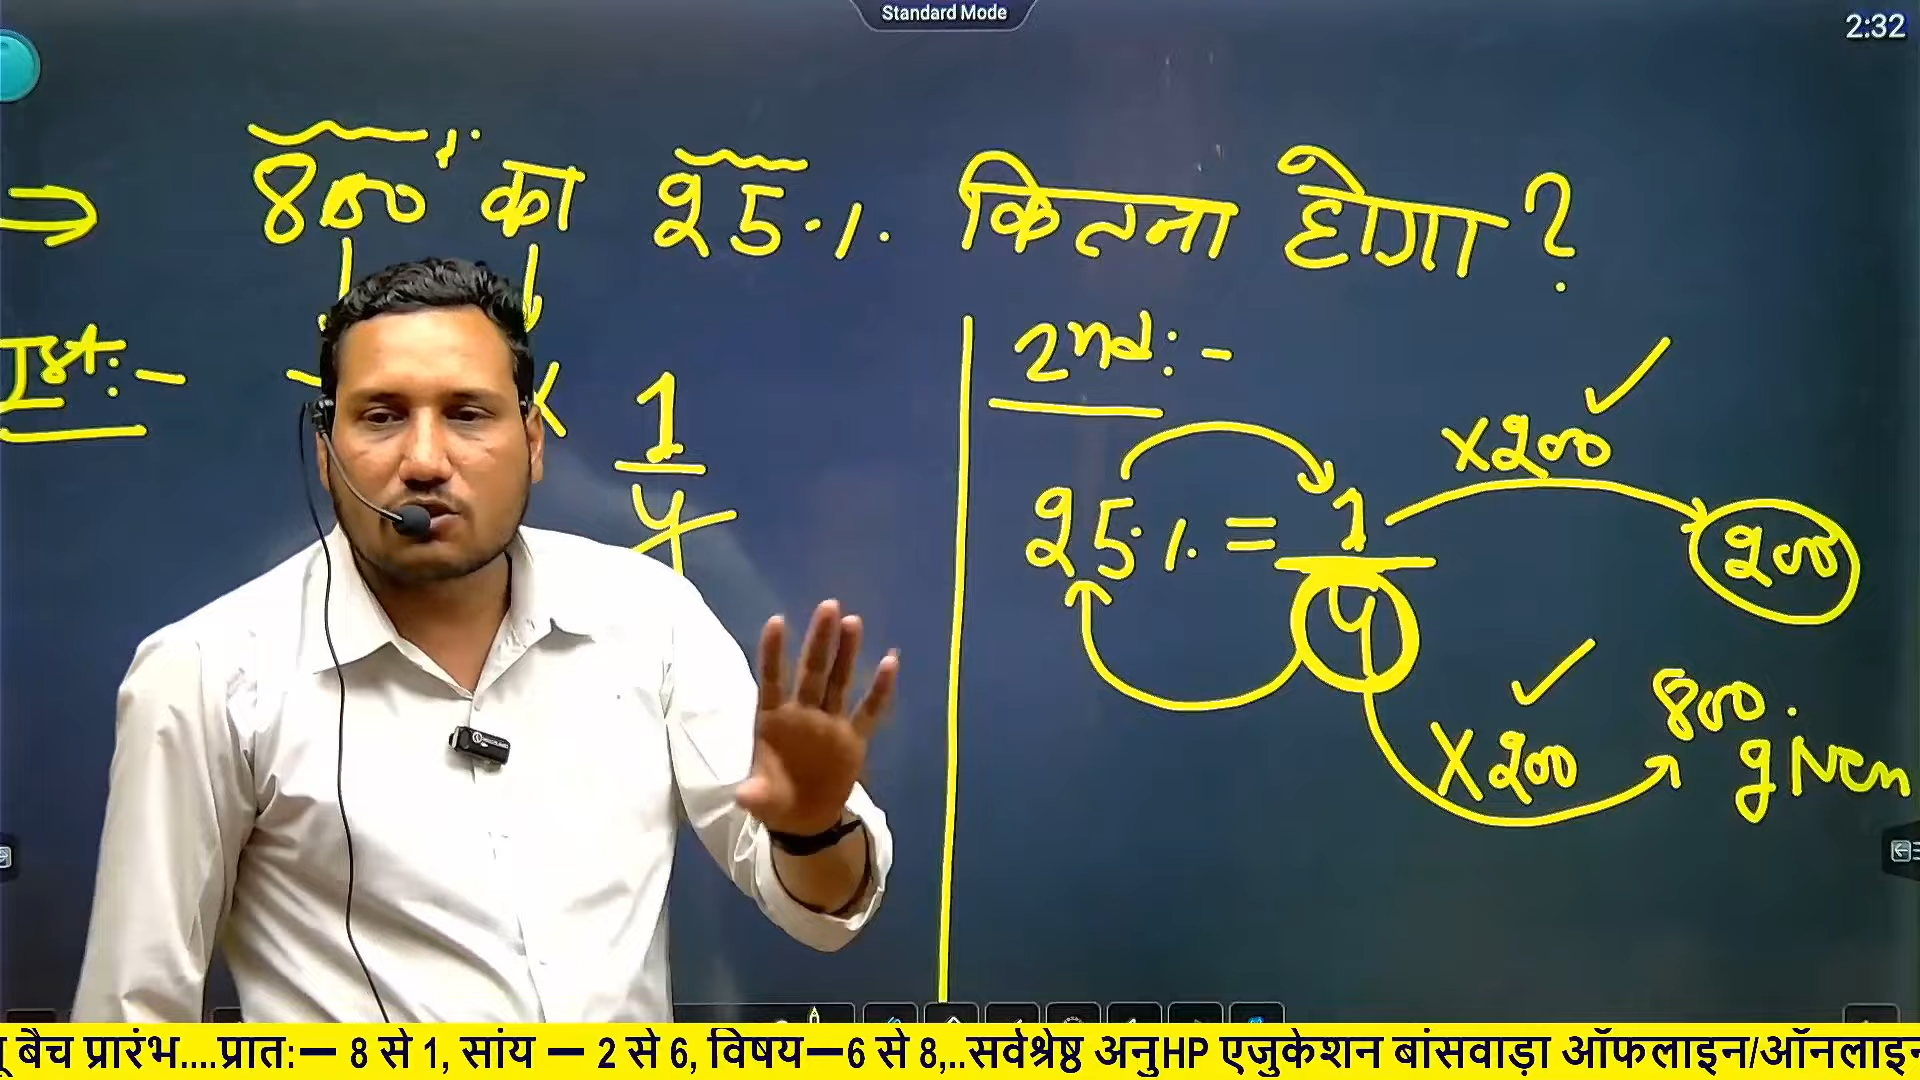 Standard Mode
2:32
⇒ 800 का 25% कितना होगा ?
Ist:-
× 1/4
2nd:-
25% = 1/4
×200
200
×200
800.
given
बैच प्रारंभ....प्रात:— 8 से 1, सांय — 2 से 6, विषय—6 से 8,..सर्वश्रेष्ठ अनुHP एजुकेशन बांसवाड़ा ऑफलाइन/ऑनलाइन